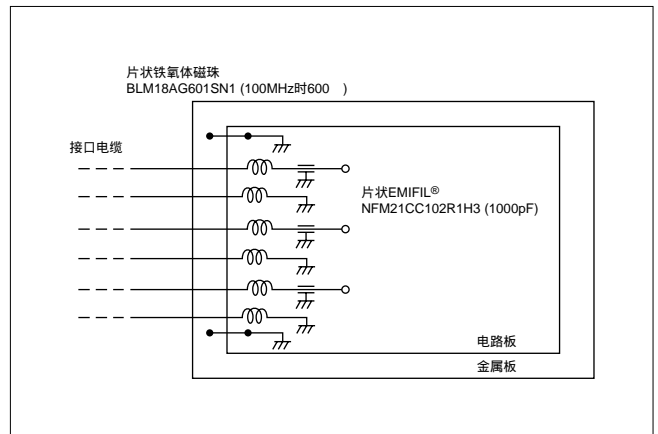 片状铁氧体磁珠
BLM18AG601SN1 (100MHz时600    )
接口电缆
片状EMIFIL®
NFM21CC102R1H3 (1000pF)
电路板
金属板